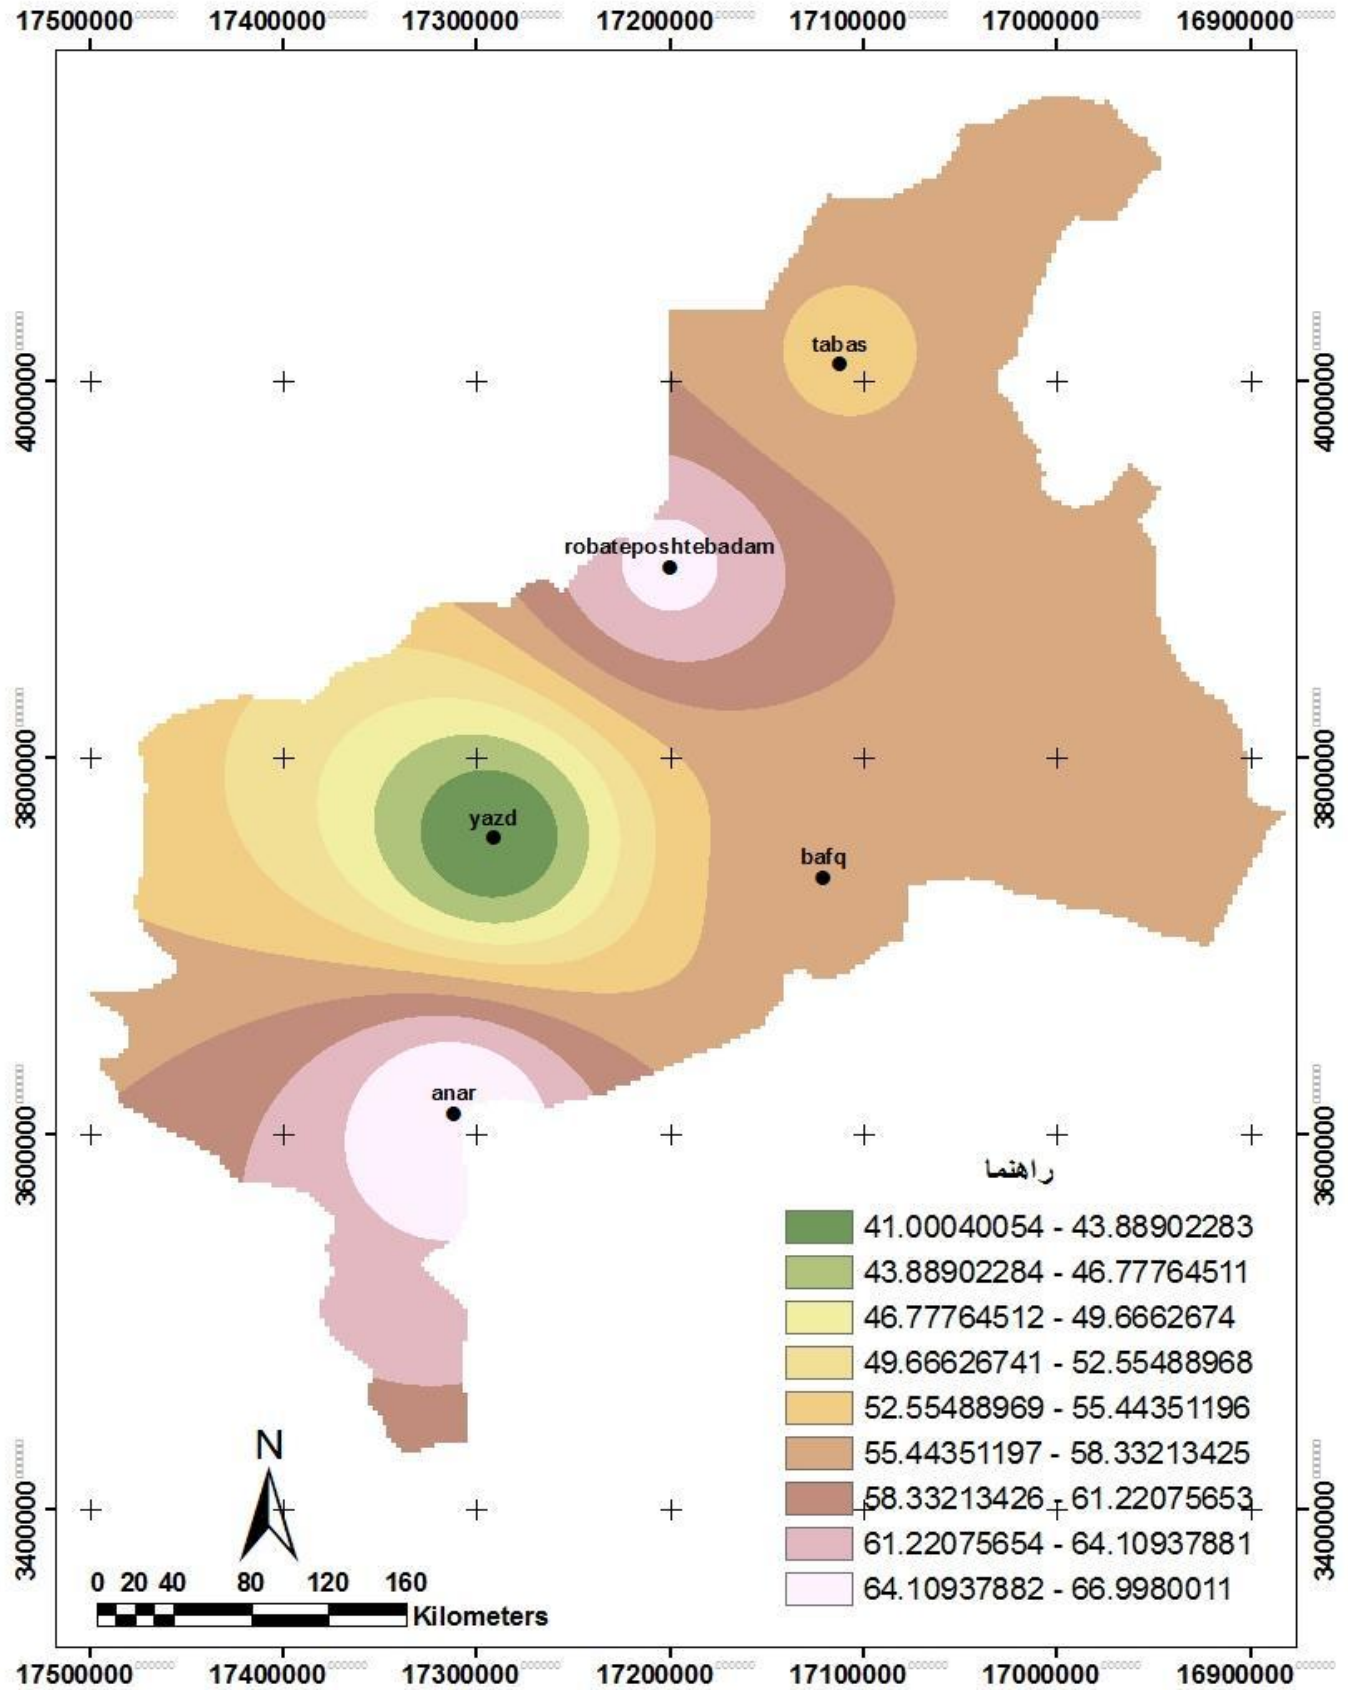 17500000 17400000 17300000 17200000 17100000 17000000 16900000
tabas
4000000 4000000
robateposhtebadam
3800000 3800000
yazd
bafq
anar
3600000 3600000
راهنما
41.00040054 - 43.88902283
43.88902284 - 46.77764511
46.77764512 - 49.6662674
49.66626741 - 52.55488968
52.55488969 - 55.44351196
55.44351197 - 58.33213425
58.33213426 - 61.22075653
61.22075654 - 64.10937881
64.10937882 - 66.9980011
3400000 3400000
N
0 20 40 80 120 160
Kilometers
17500000 17400000 17300000 17200000 17100000 17000000 16900000